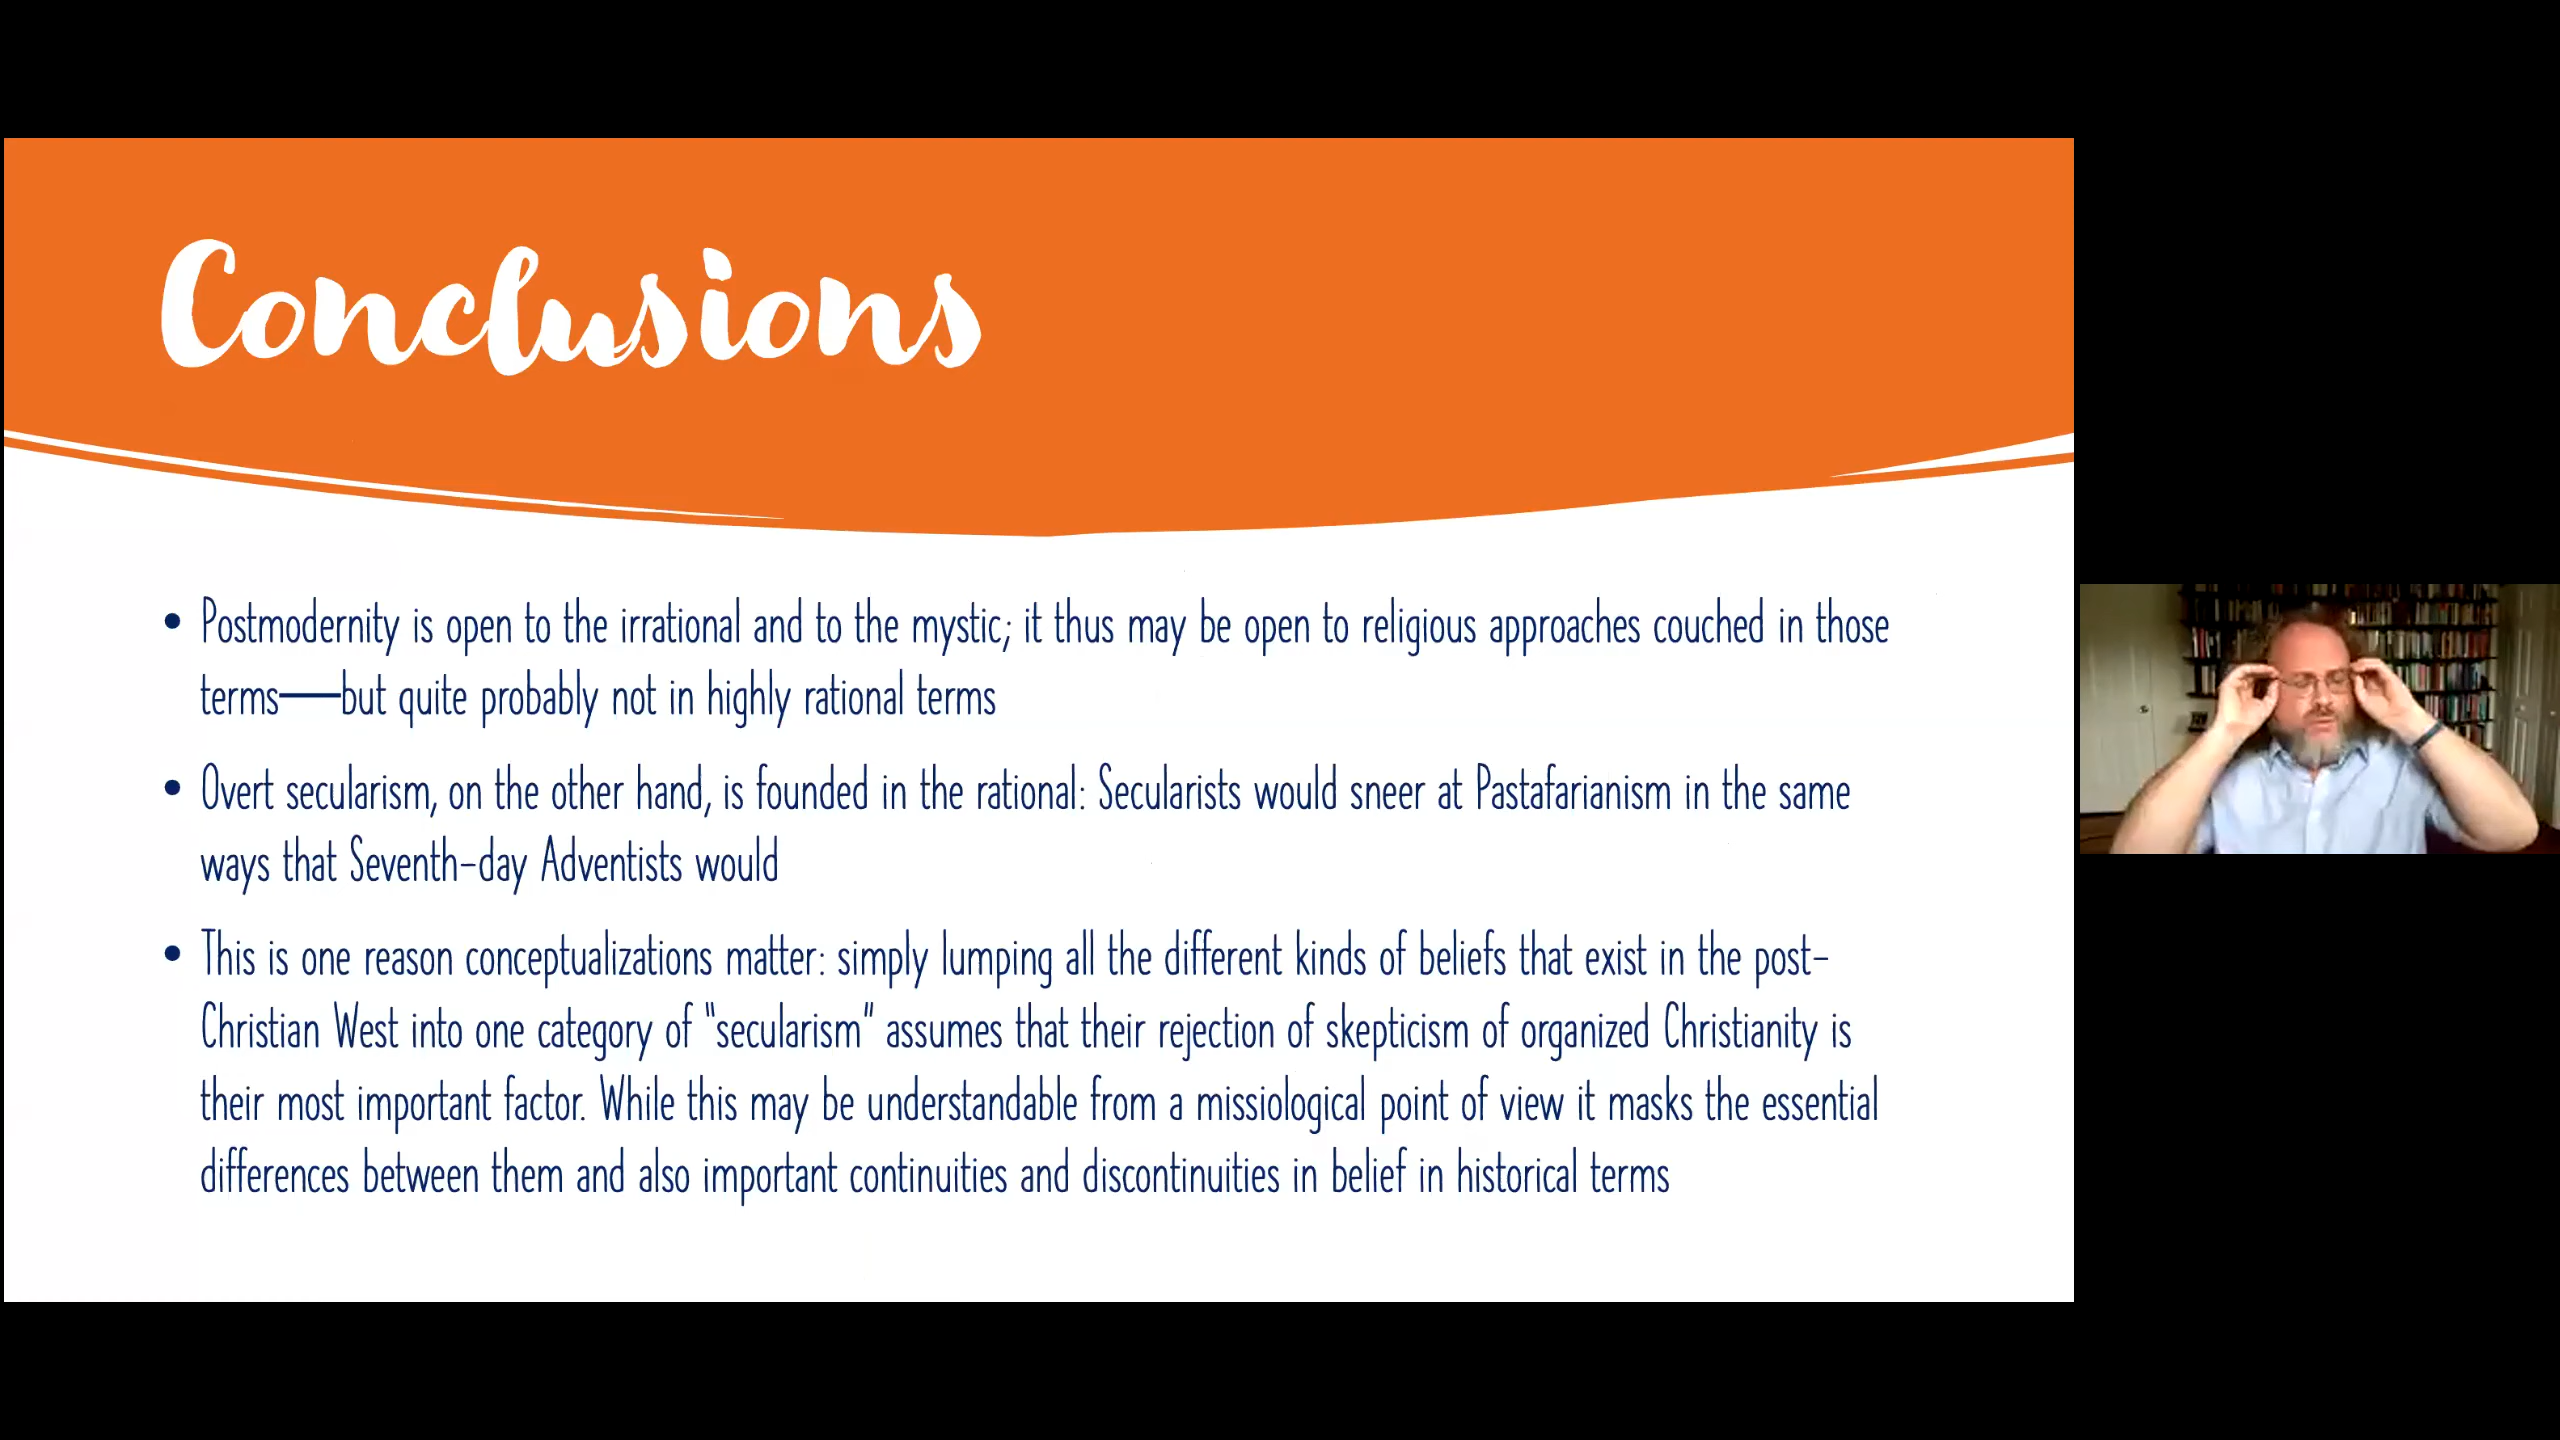 Conclusions
• Postmodernity is open to the irrational and to the mystic; it thus may be open to religious approaches couched in those
terms—but quite probably not in highly rational terms
• Overt secularism, on the other hand, is founded in the rational: Secularists would sneer at Pastafarianism in the same
ways that Seventh-day Adventists would
• This is one reason conceptualizations matter: simply lumping all the different kinds of beliefs that exist in the post-
Christian West into one category of "secularism" assumes that their rejection of skepticism of organized Christianity is
their most important factor. While this may be understandable from a missiological point of view it masks the essential
differences between them and also important continuities and discontinuities in belief in historical terms